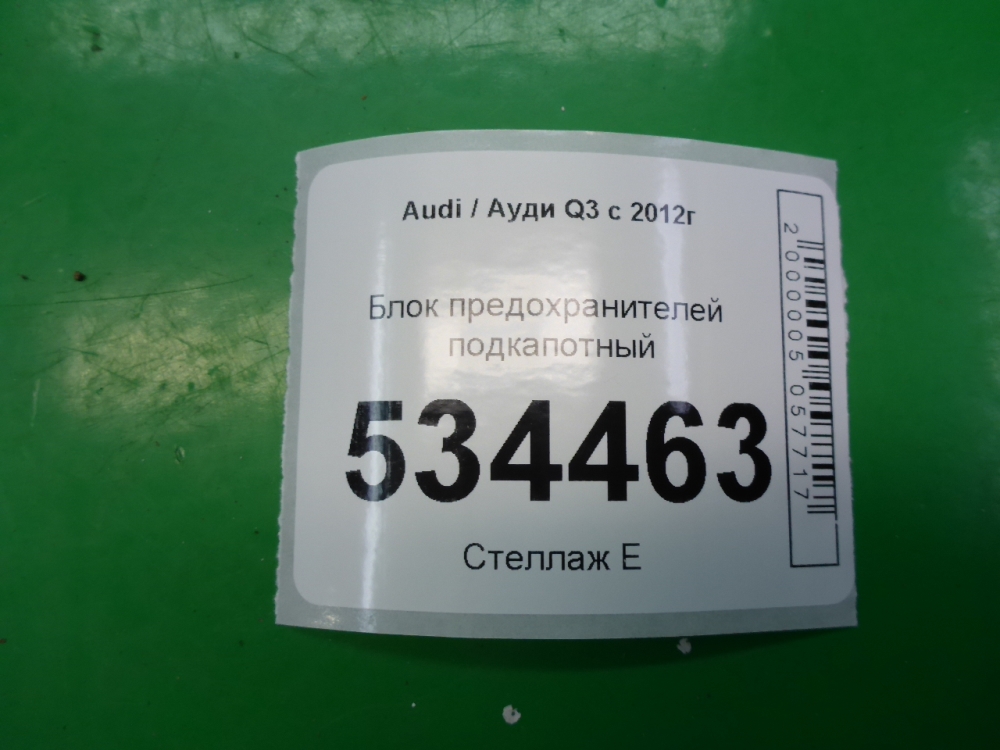 Audi / Ауди Q3 с 2012г
Блок предохранителей
подкапотный
534463
Стеллаж Е
2000005057717